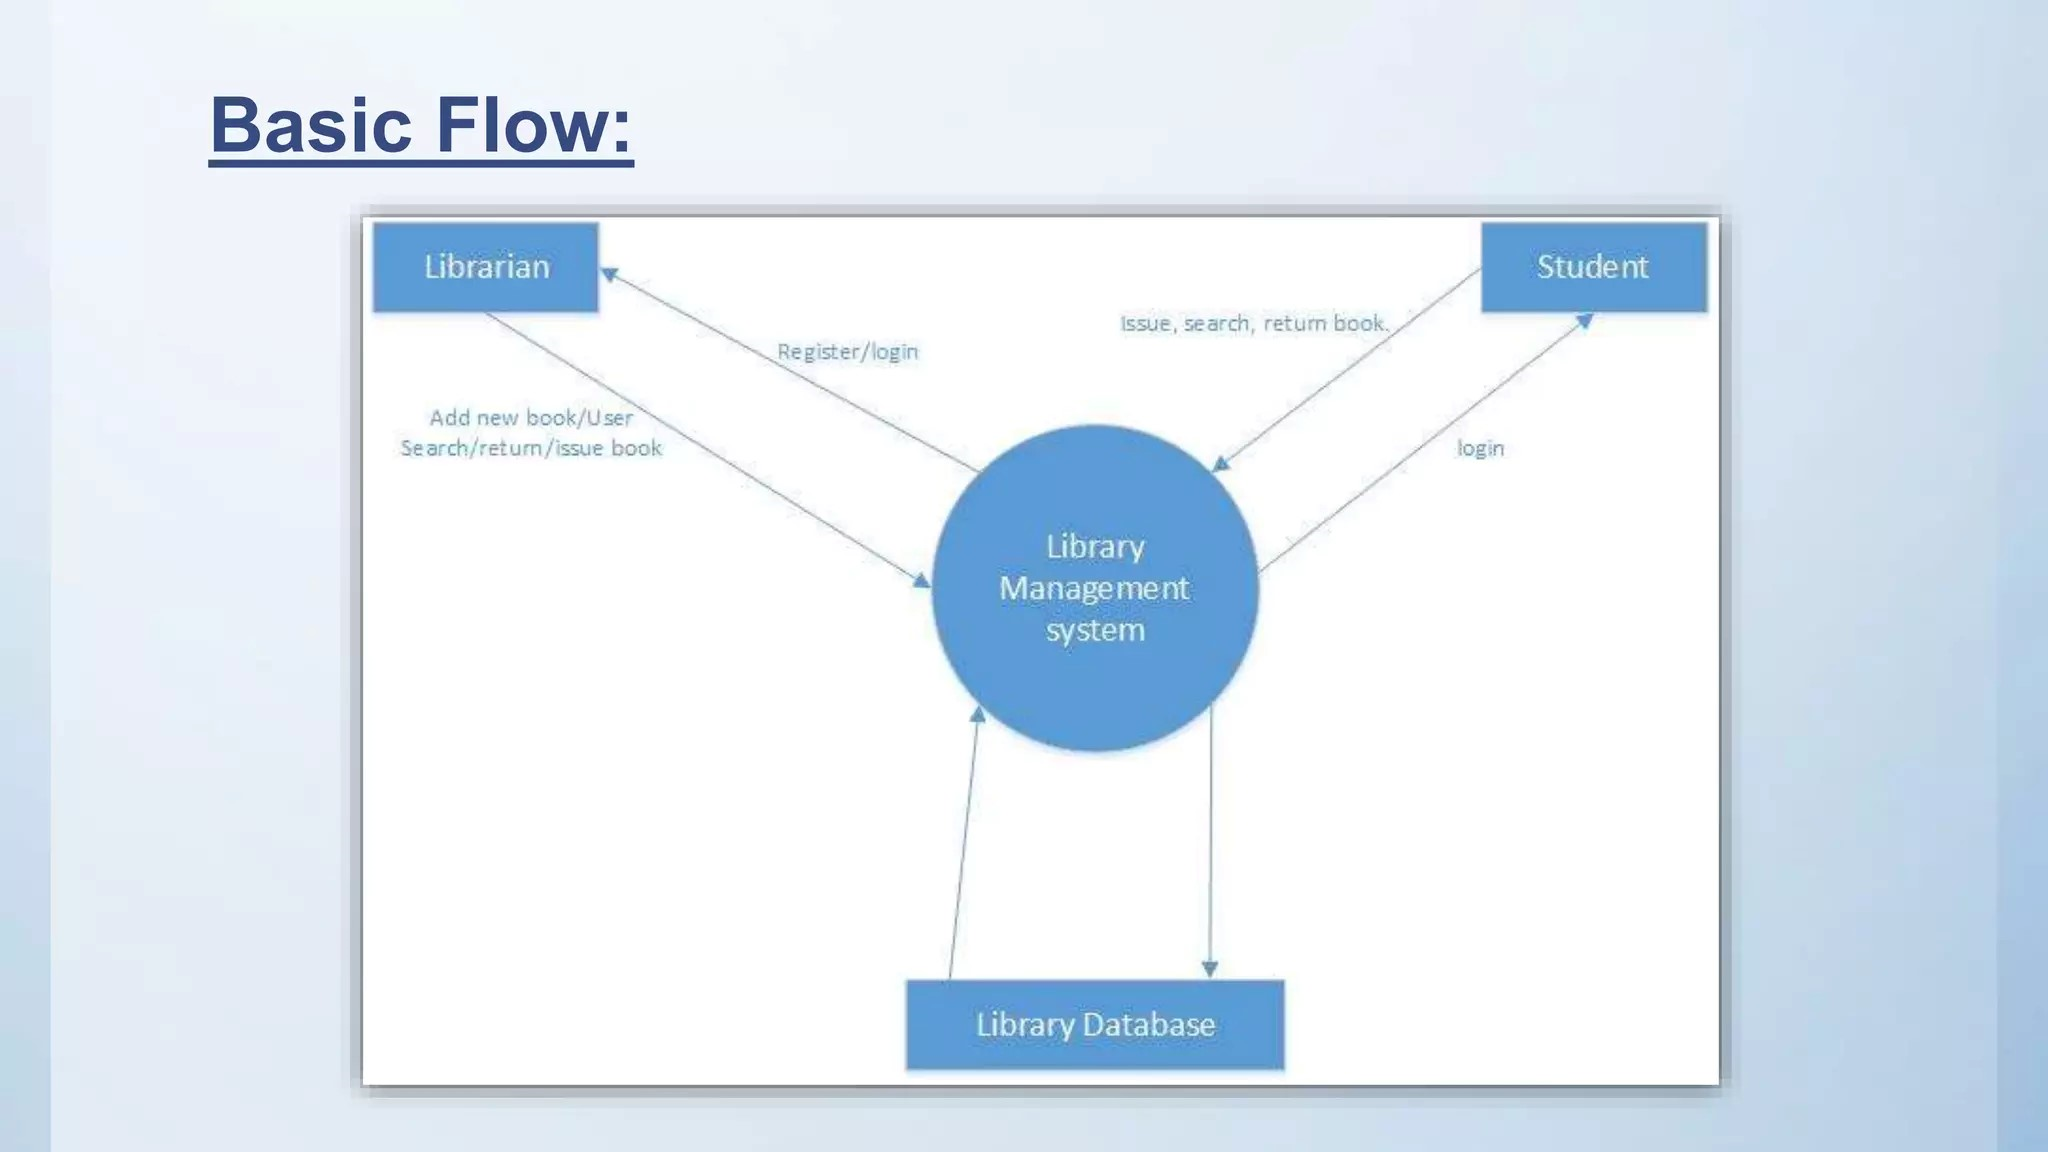 Basic Flow:
Librarian
Student
Issue, search, return book.
Register/login
Add new book/User
Search/return/issue book
login
Library
Management
system
Library Database